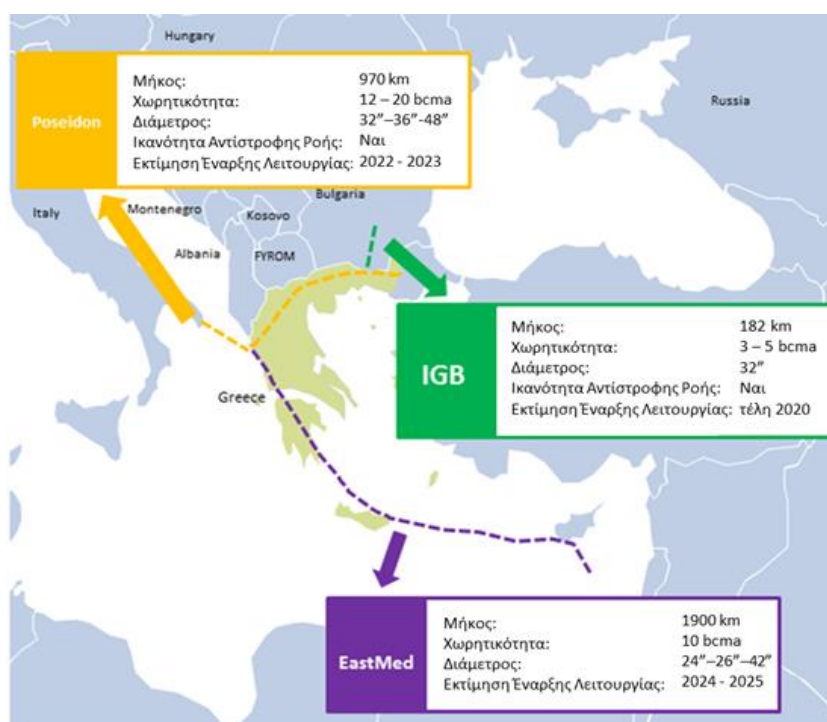 Hungary
Poseidon
Μήκος: 970 km
Χωρητικότητα: 12 – 20 bcma
Διάμετρος: 32”–36”-48”
Ικανότητα Αντίστροφης Ροής: Ναι
Εκτίμηση Έναρξης Λειτουργίας: 2022 - 2023
Russia
Italy
Montenegro
Kosovo
Bulgaria
Albania
FYROM
Greece
IGB
Μήκος: 182 km
Χωρητικότητα: 3 – 5 bcma
Διάμετρος: 32”
Ικανότητα Αντίστροφης Ροής: Ναι
Εκτίμηση Έναρξης Λειτουργίας: τέλη 2020
EastMed
Μήκος: 1900 km
Χωρητικότητα: 10 bcma
Διάμετρος: 24”–26”–42”
Εκτίμηση Έναρξης Λειτουργίας: 2024 - 2025